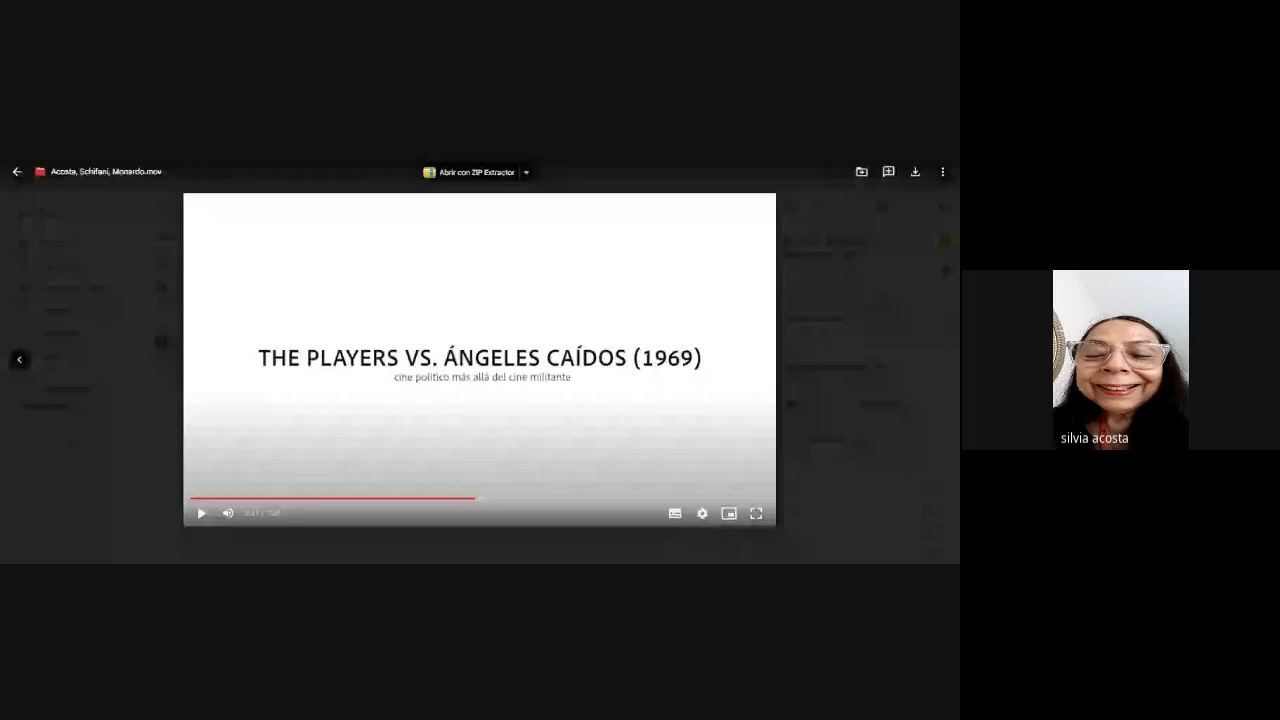 Acosta, Schifani, Monardo.mov
Abrir con ZIP Extractor
THE PLAYERS VS. ÁNGELES CAÍDOS (1969)
cine político más allá del cine militante
silvia acosta